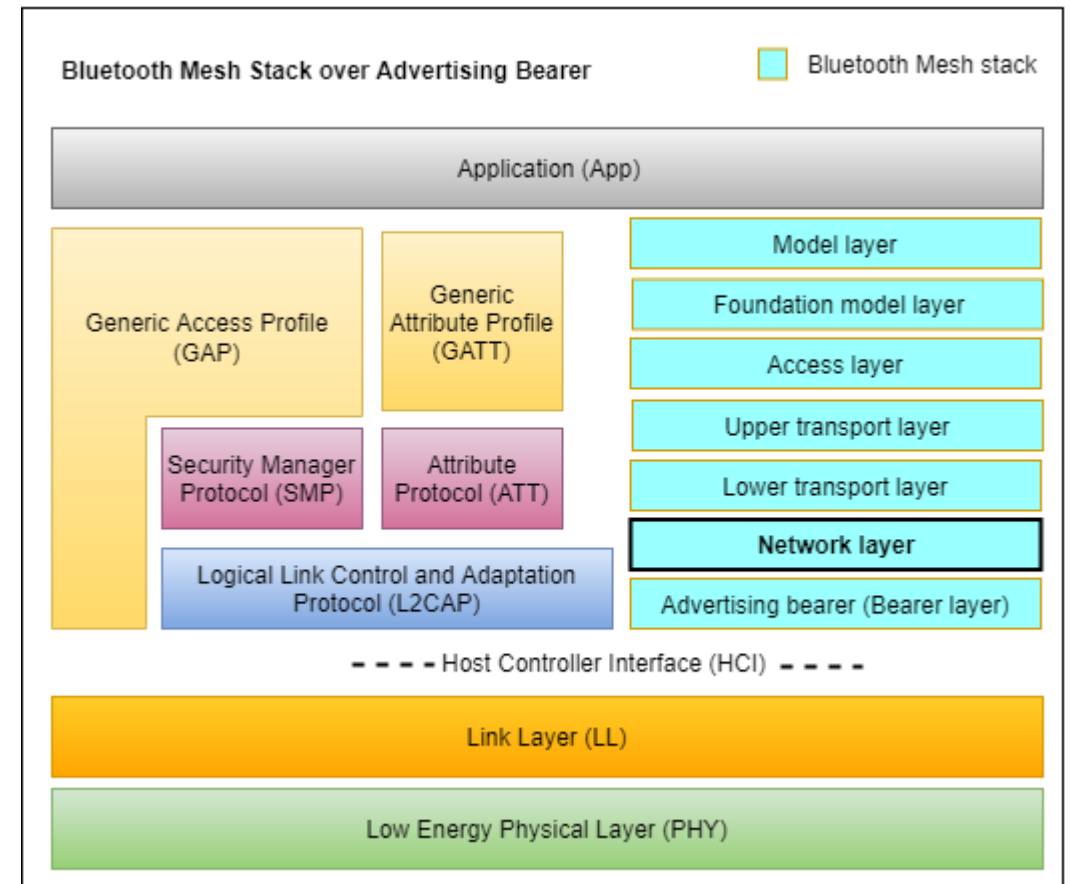 Bluetooth Mesh Stack over Advertising Bearer
Bluetooth Mesh stack
Application (App)
Generic Access Profile
(GAP)
Generic
Attribute Profile
(GATT)
Security Manager
Protocol (SMP)
Attribute
Protocol (ATT)
Logical Link Control and Adaptation
Protocol (L2CAP)
Model layer
Foundation model layer
Access layer
Upper transport layer
Lower transport layer
Network layer
Advertising bearer (Bearer layer)
Host Controller Interface (HCI)
Link Layer (LL)
Low Energy Physical Layer (PHY)